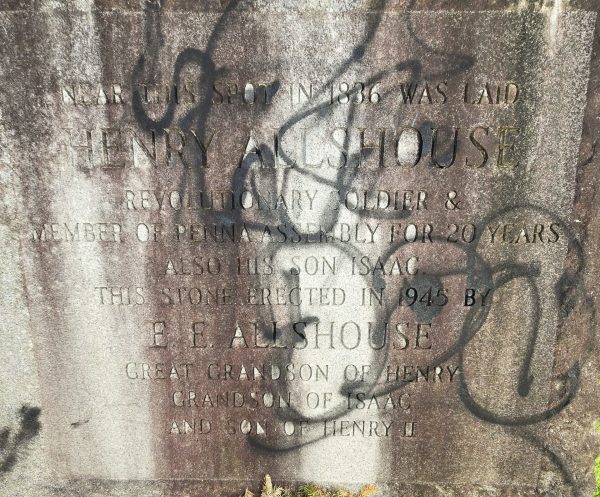 NEAR THIS SPOT IN 1836 WAS LAID
HENRY ALLSHOUSE
REVOLUTIONARY SOLDIER &
MEMBER OF PENNA ASSEMBLY FOR 20 YEARS
ALSO HIS SON ISAAC.
THIS STONE ERECTED IN 1945 BY
E. E. ALLSHOUSE
GREAT GRANDSON OF HENRY
GRANDSON OF ISAAC
AND SON OF HENRY II